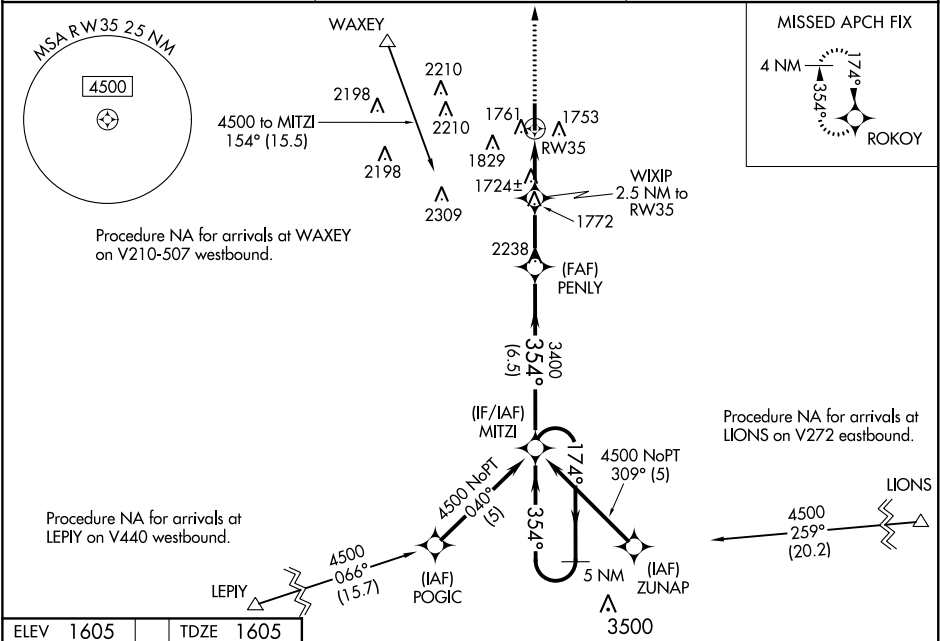 MSA RW35 25 NM
4500
WAXEY
4500 to MITZI
154° (15.5)
2198
2198
2210
2210
2309
1829
1761
1753
RW35
1724±
WIXIP
2.5 NM to
RW35
1772
MISSED APCH FIX
4 NM
174°
354°
ROKOY
Procedure NA for arrivals at WAXEY
on V210-507 westbound.
2238
(FAF)
PENLY
3400
354°
(6.5)
(IF/IAF)
MITZI
Procedure NA for arrivals at
LIONS on V272 eastbound.
4500 NoPT
040°
(5)
174°
354°
4500 NoPT
309° (5)
LIONS
4500
259°
(20.2)
Procedure NA for arrivals at
LEPIY on V440 westbound.
LEPIY
4500
066°
(15.7)
(IAF)
POGIC
5 NM
(IAF)
ZUNAP
3500
ELEV 1605
TDZE 1605